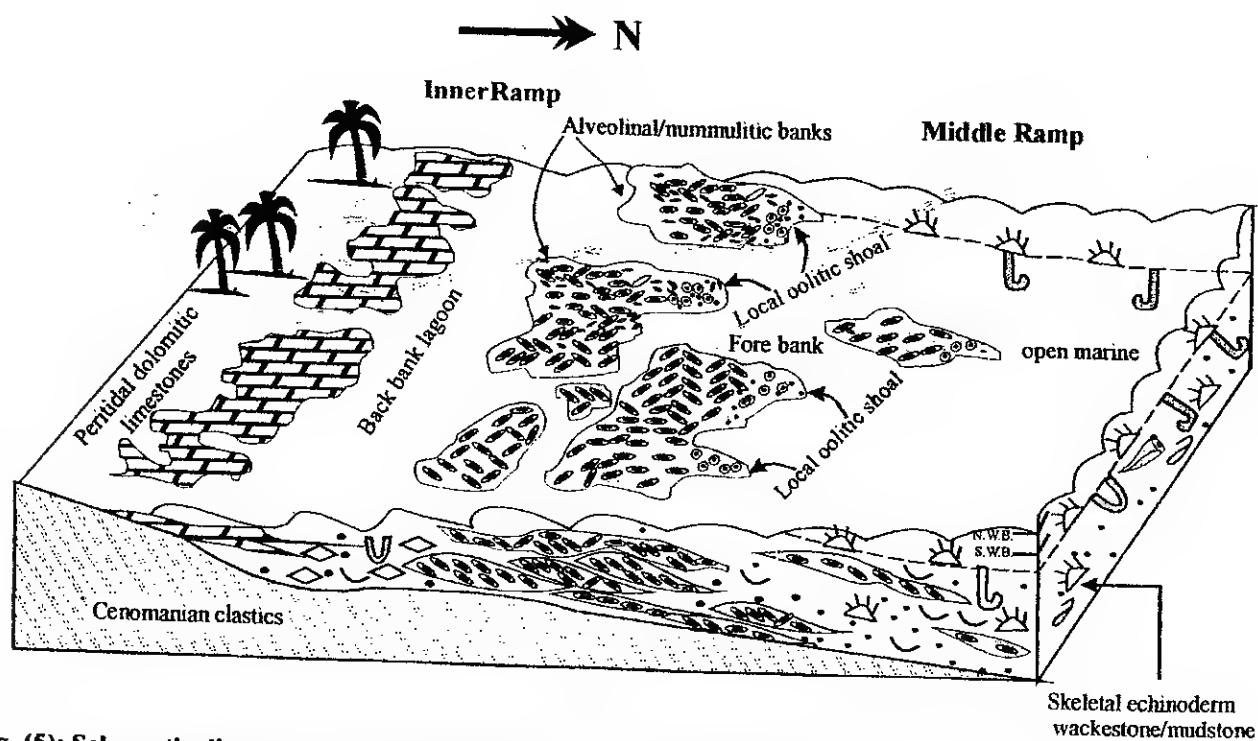 N
InnerRamp
Alveolinal/nummulitic banks
Middle Ramp
Local oolitic shoal
Fore bank
open marine
Local oolitic shoal
Back bank lagoon
Peritidal dolomitic
limestones
N.W.B.
S.W.B.
Cenomanian clastics
Skeletal echinoderm
wackestone/mudstone
(5):